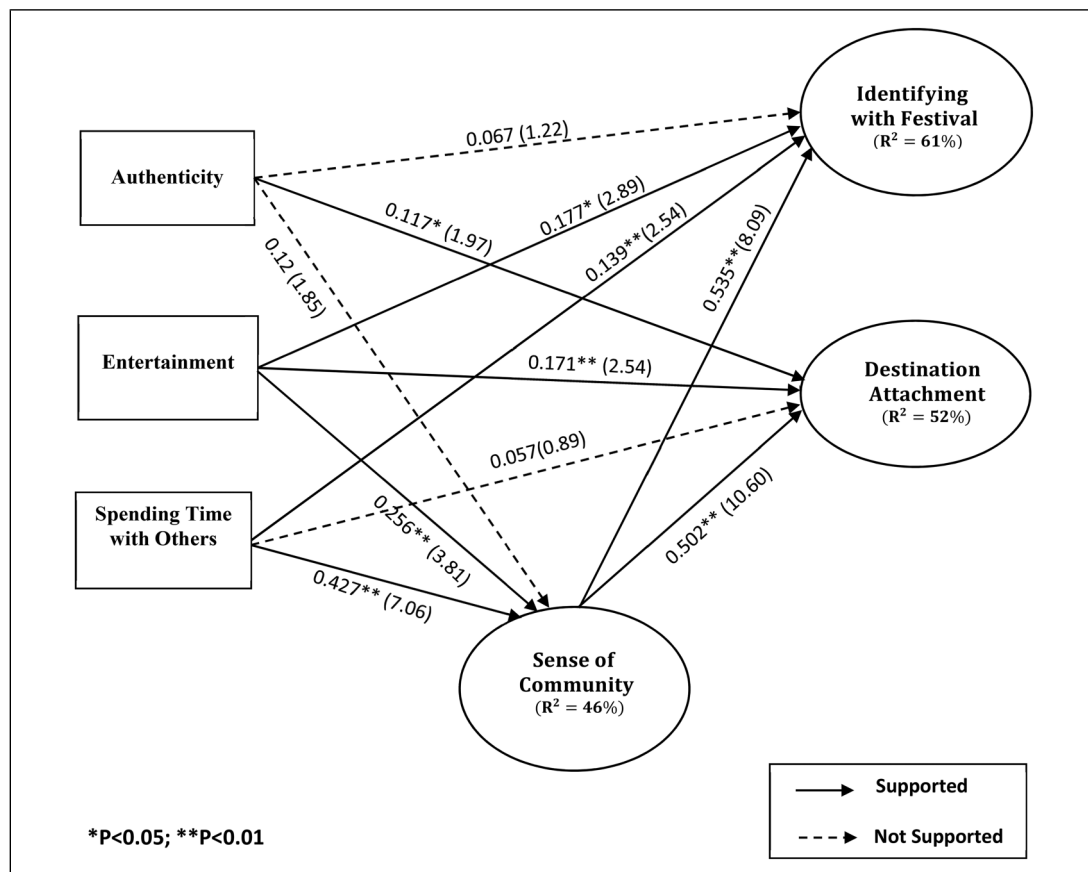 Identifying
with Festival
(R² = 61%)
Authenticity
0.067 (1.22)
0.117* (1.97)
0.177* (2.89)
0.139**(2.54)
0.535**(8.09)
0.12 (1.85)
Entertainment
0.171** (2.54)
Destination
Attachment
(R² = 52%)
0.057(0.89)
Spending Time
with Others
0.256** (3.81)
0.427** (7.06)
0.502** (10.60)
Sense of
Community
(R² = 46%)
Supported
Not Supported
*P<0.05; **P<0.01